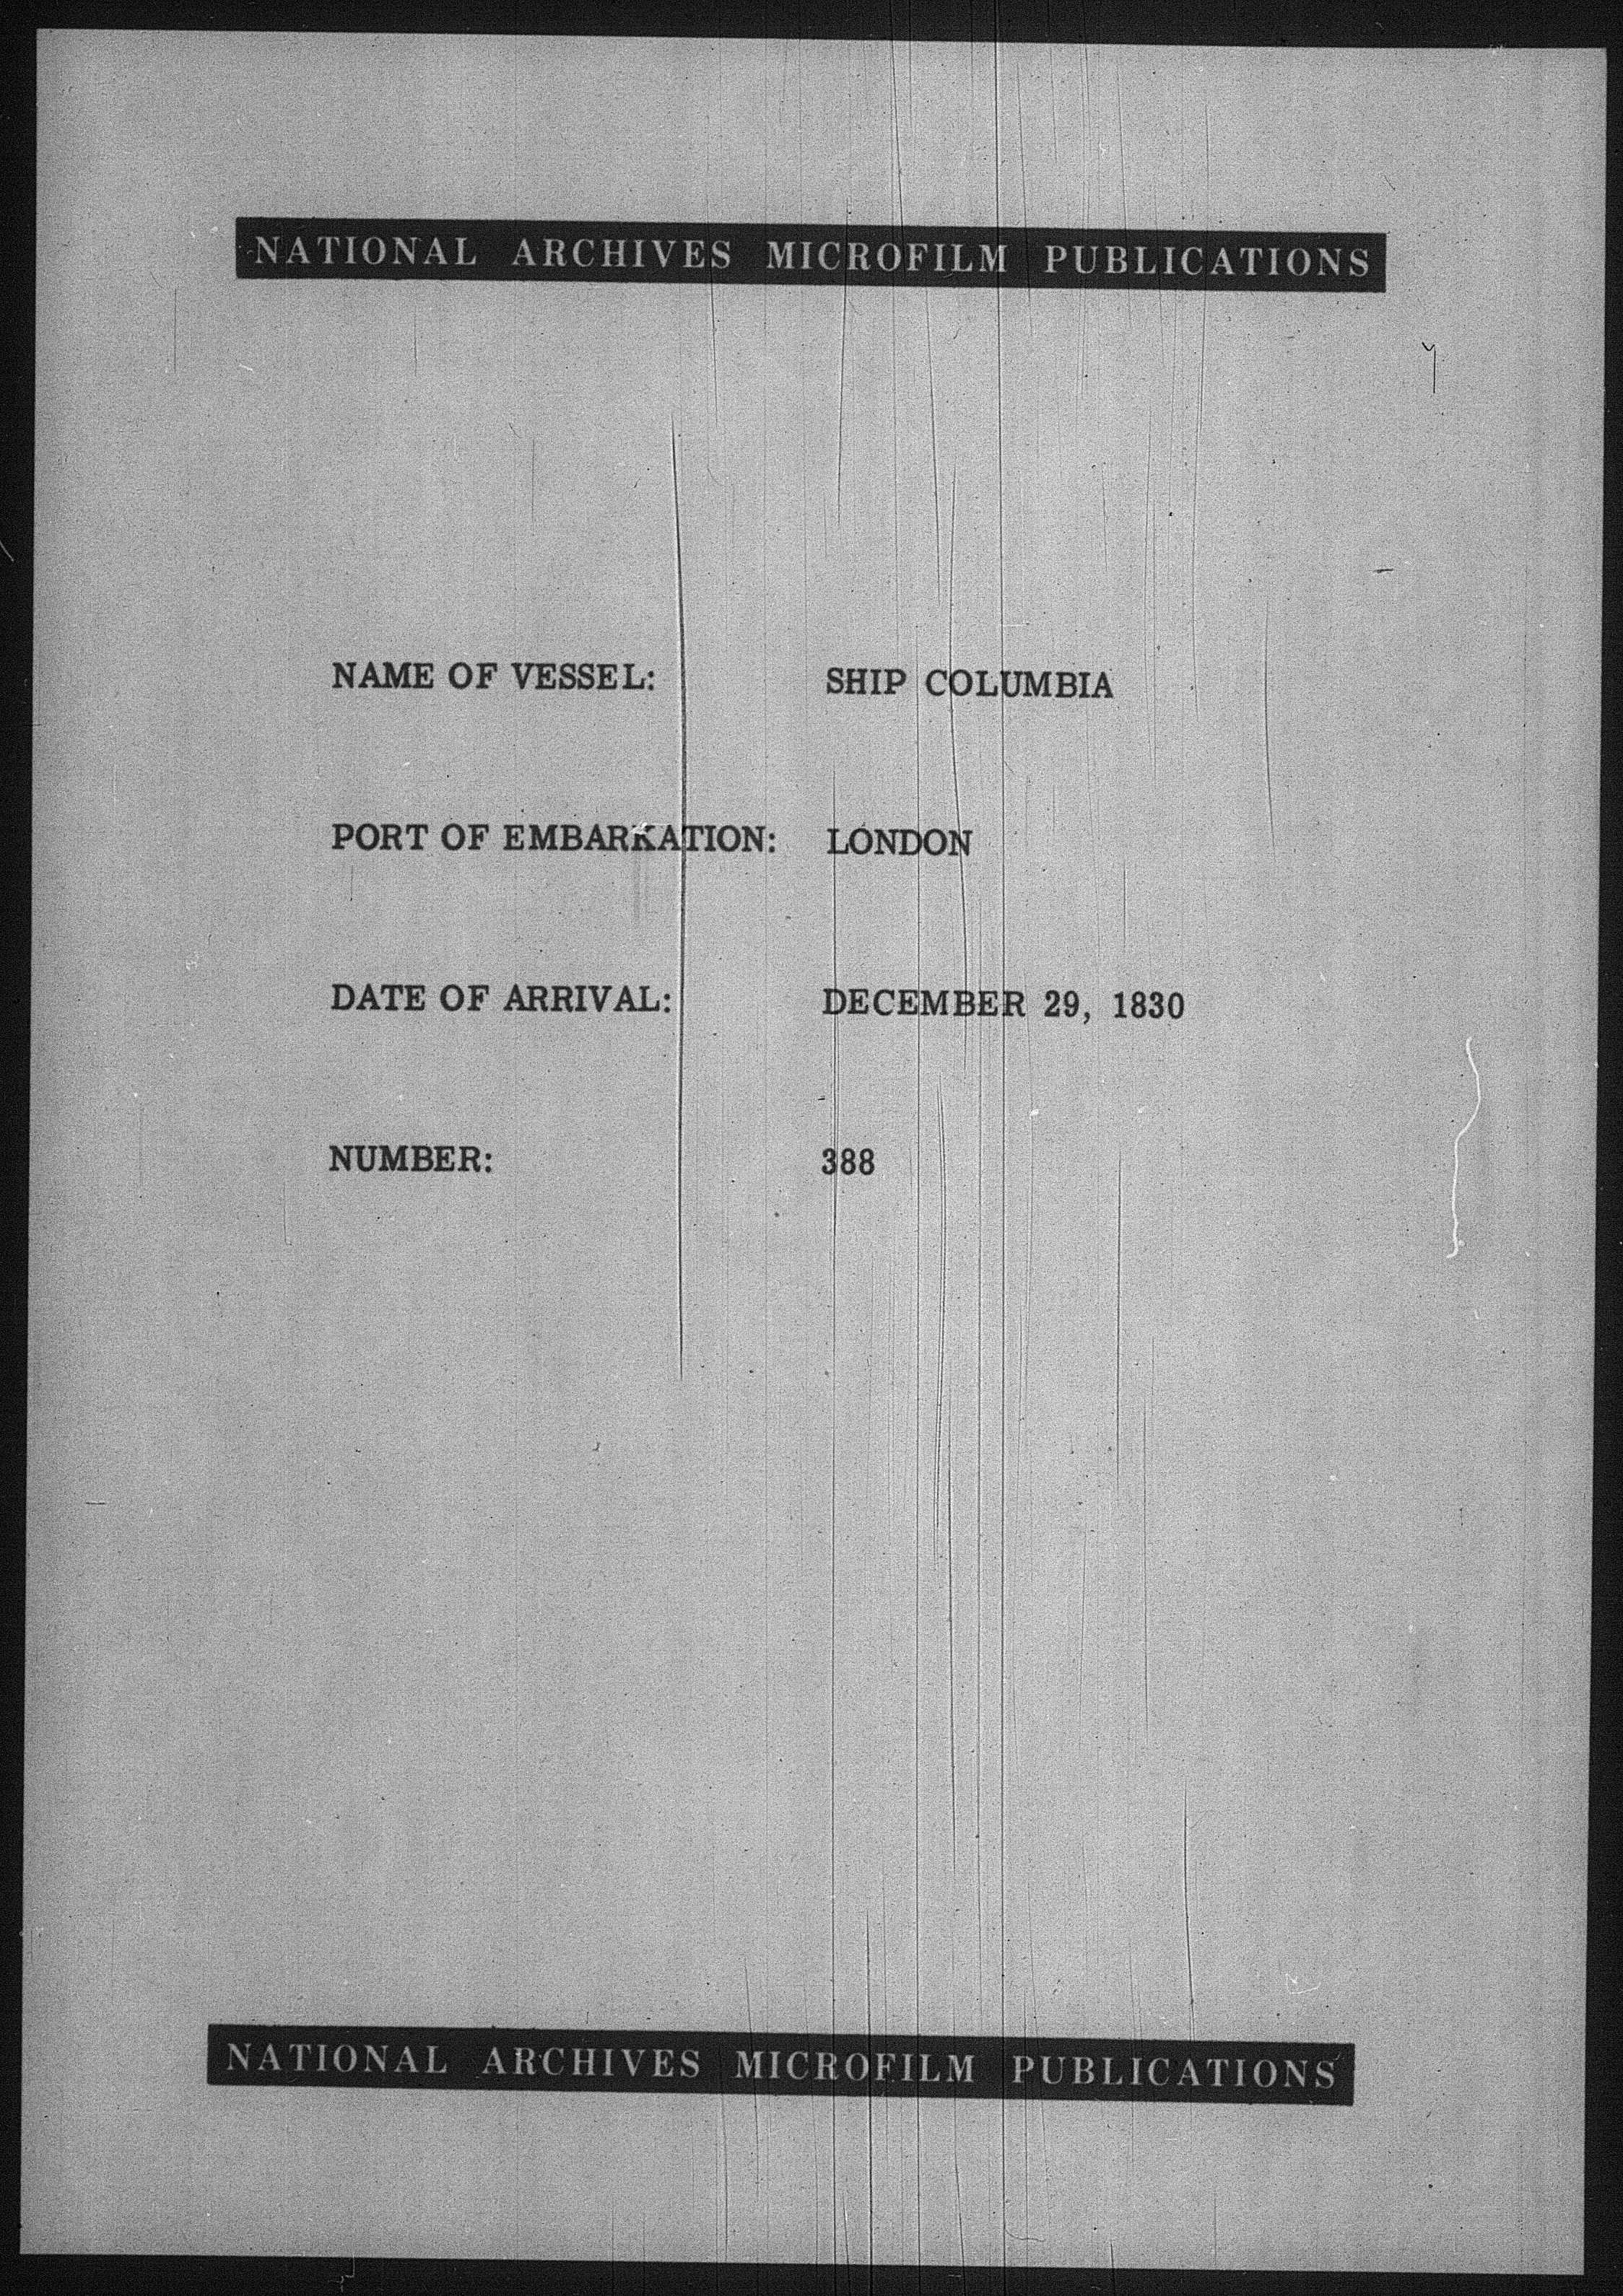 NATIONAL ARCHIVES MICROFILM PUBLICATIONS
NAME OF VESSEL: SHIP COLUMBIA
PORT OF EMBARKATION: LONDON
DATE OF ARRIVAL: DECEMBER 29, 1830
NUMBER: 388
NATIONAL ARCHIVES MICROFILM PUBLICATIONS